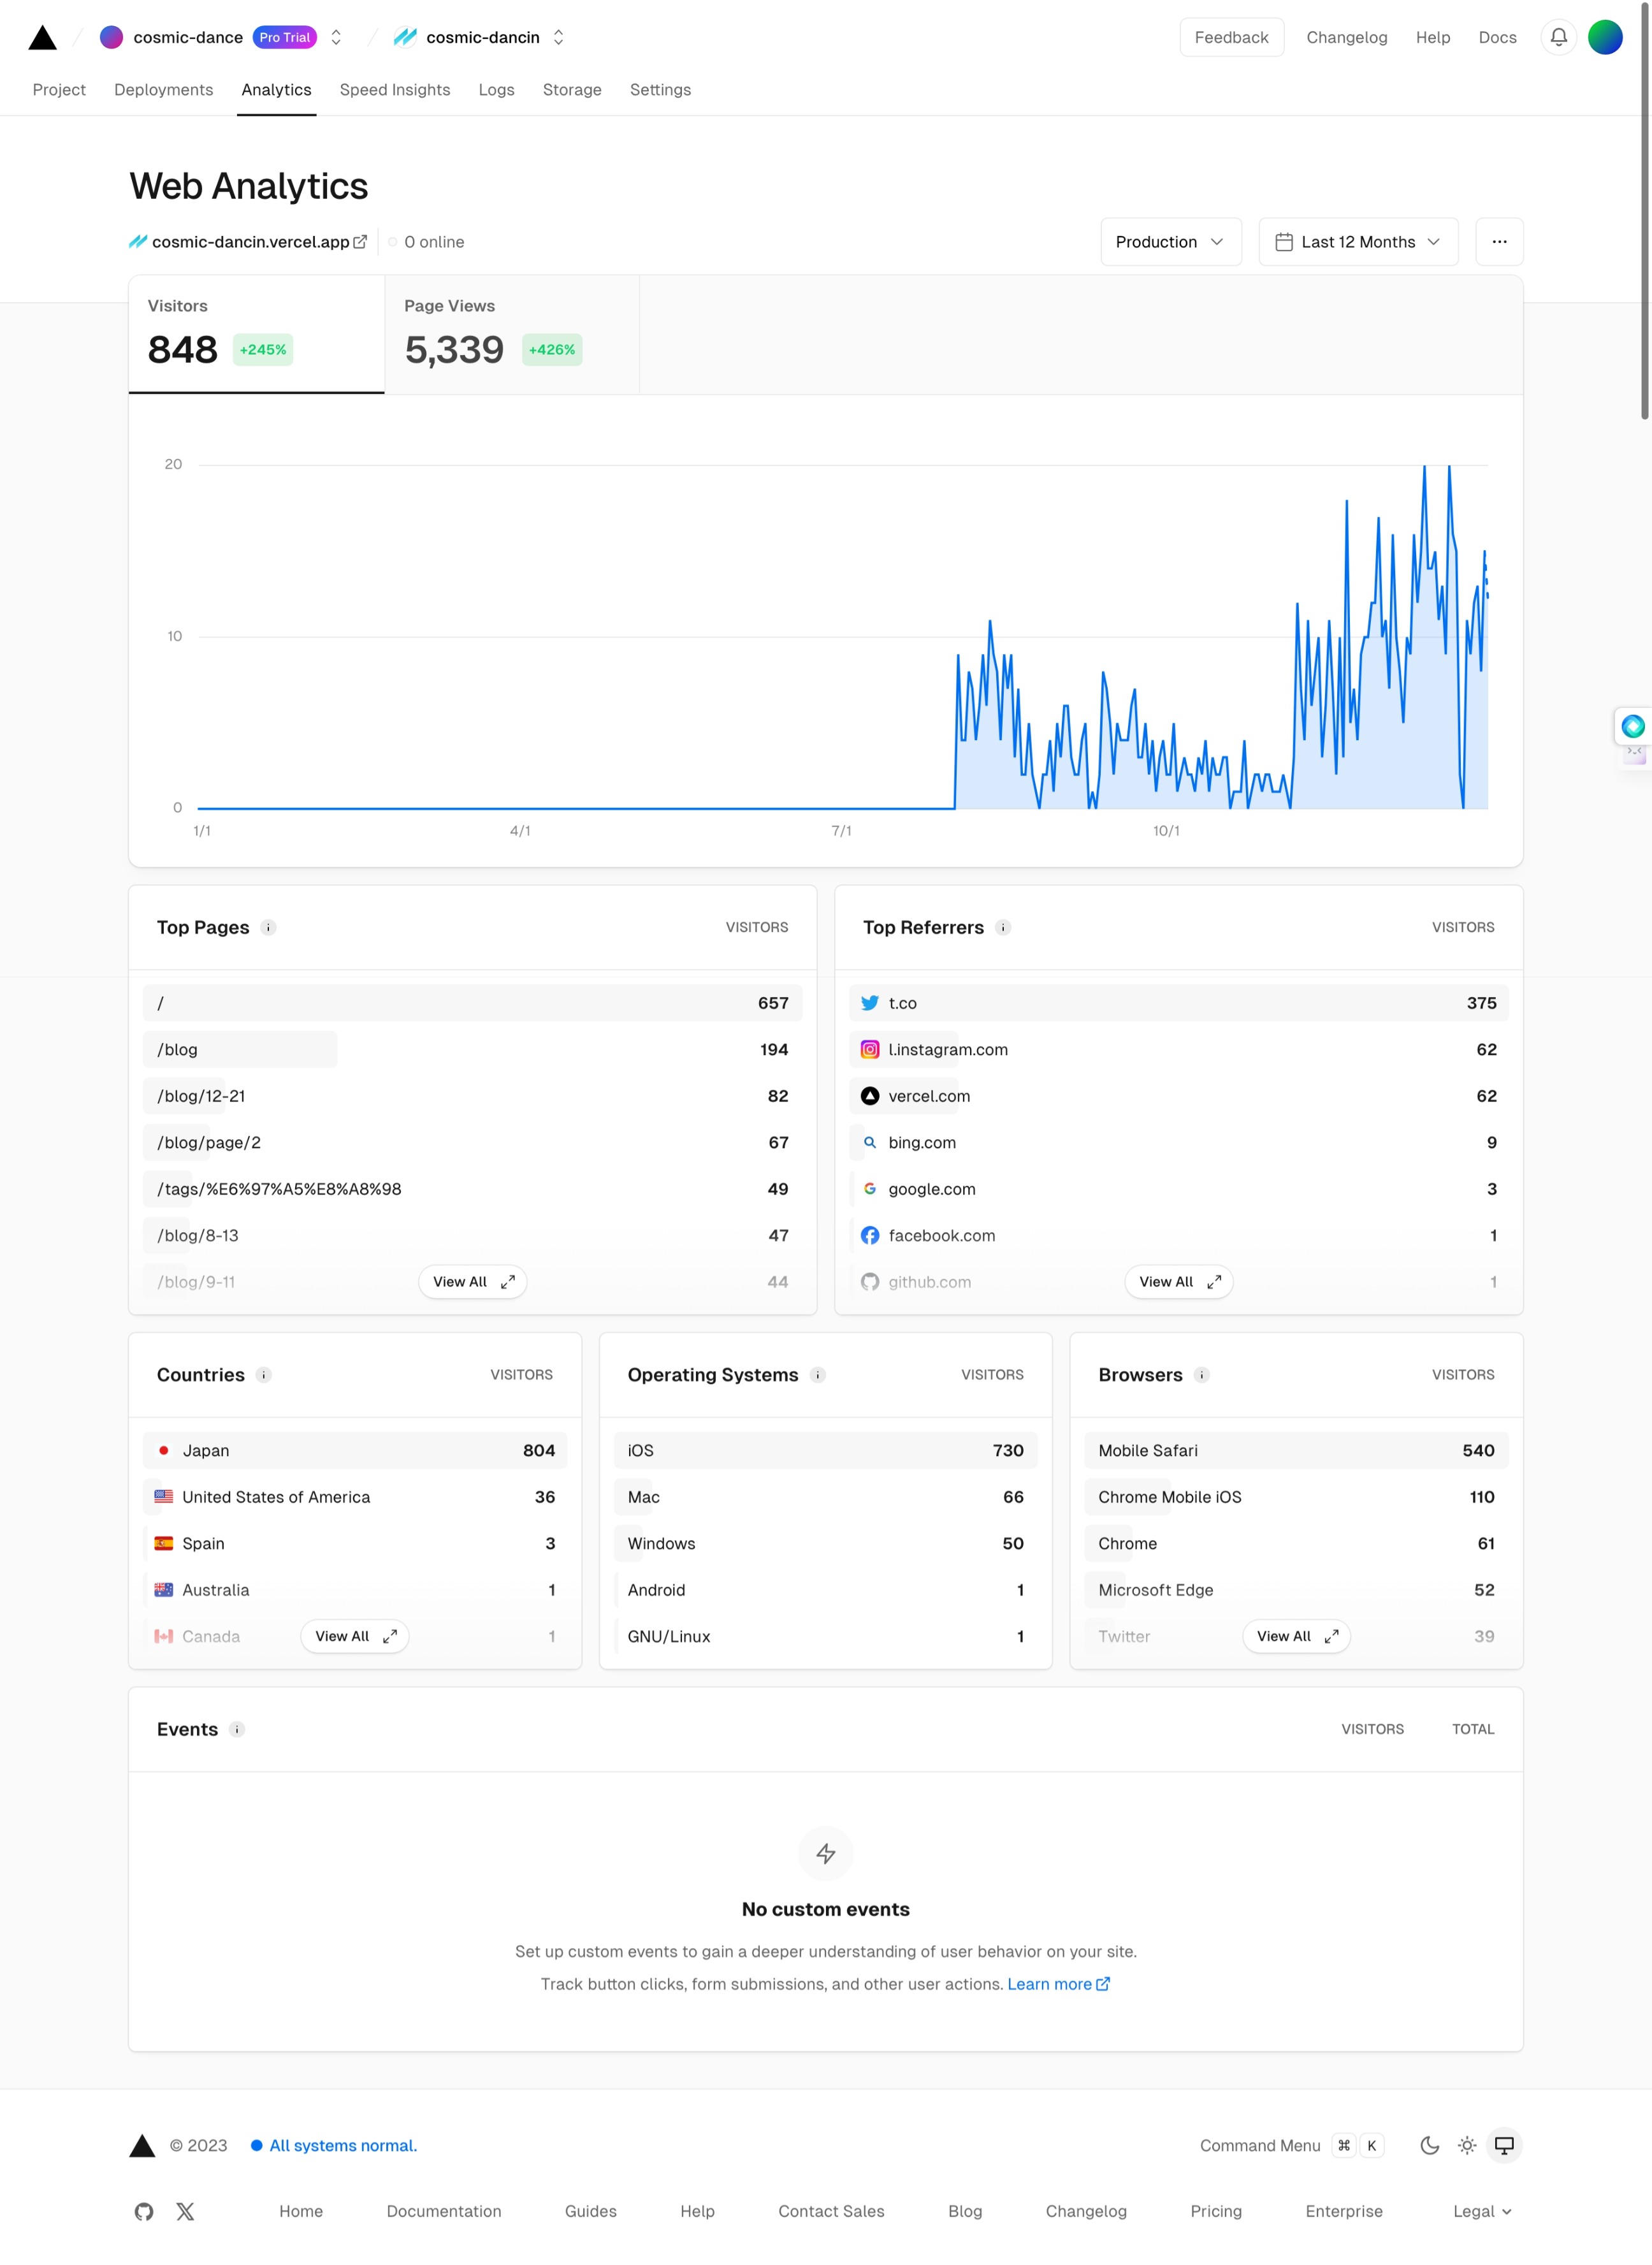 cosmic-dance Pro Trial cosmic-dancin Feedback Changelog Help Docs
Project Deployments Analytics Speed Insights Logs Storage Settings
Web Analytics
cosmic-dancin.vercel.app 0 online Production Last 12 Months
Visitors
848 +245%
Page Views
5,339 +426%
20
10
0
1/1 4/1 7/1 10/1
Top Pages VISITORS
/ 657
/blog 194
/blog/12-21 82
/blog/page/2 67
/tags/%E6%97%A5%E8%A8%98 49
/blog/8-13 47
/blog/9-11 View All 44
Top Referrers VISITORS
t.co 375
l.instagram.com 62
vercel.com 62
bing.com 9
google.com 3
facebook.com 1
github.com View All 1
Countries VISITORS
Japan 804
United States of America 36
Spain 3
Australia 1
Canada View All 1
Operating Systems VISITORS
iOS 730
Mac 66
Windows 50
Android 1
GNU/Linux 1
Browsers VISITORS
Mobile Safari 540
Chrome Mobile iOS 110
Chrome 61
Microsoft Edge 52
Twitter View All 39
Events VISITORS TOTAL
No custom events
Set up custom events to gain a deeper understanding of user behavior on your site.
Track button clicks, form submissions, and other user actions. Learn more
© 2023 All systems normal. Command Menu ⌘ K
Home Documentation Guides Help Contact Sales Blog Changelog Pricing Enterprise Legal